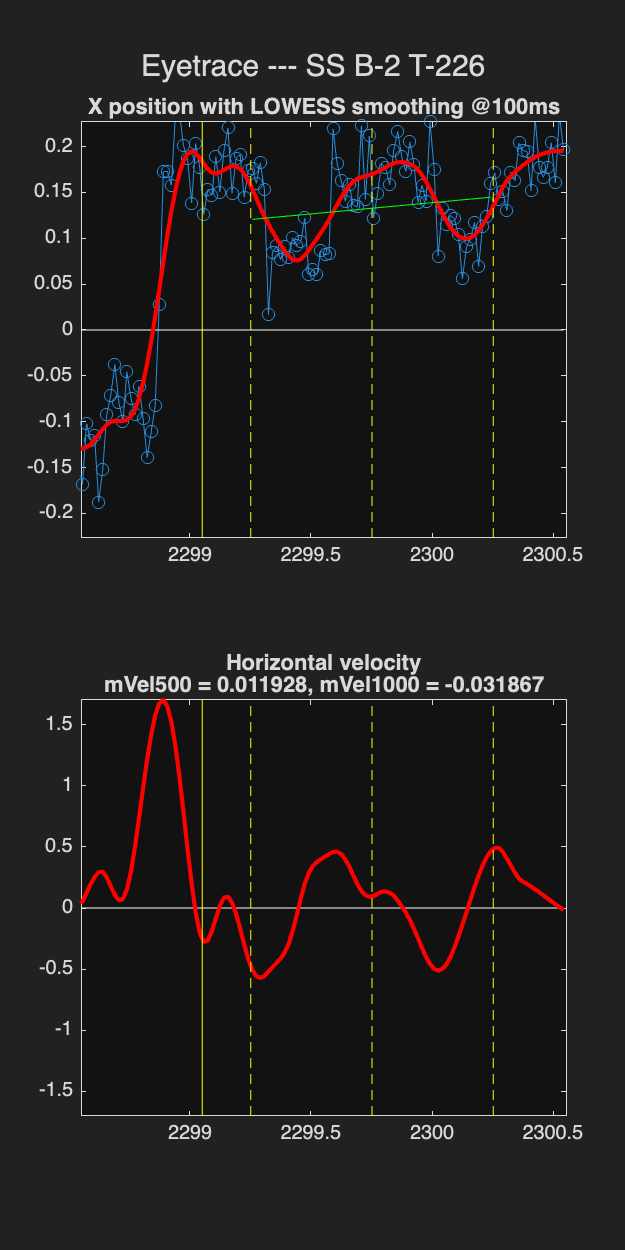 Eyetrace --- SS B-2 T-226
X position with LOWESS smoothing @100ms
0.2
0.15
0.1
0.05
0
-0.05
-0.1
-0.15
-0.2
2299 2299.5 2300 2300.5
Horizontal velocity
mVel500 = 0.011928, mVel1000 = -0.031867
1.5
1
0.5
0
-0.5
-1
-1.5
2299 2299.5 2300 2300.5